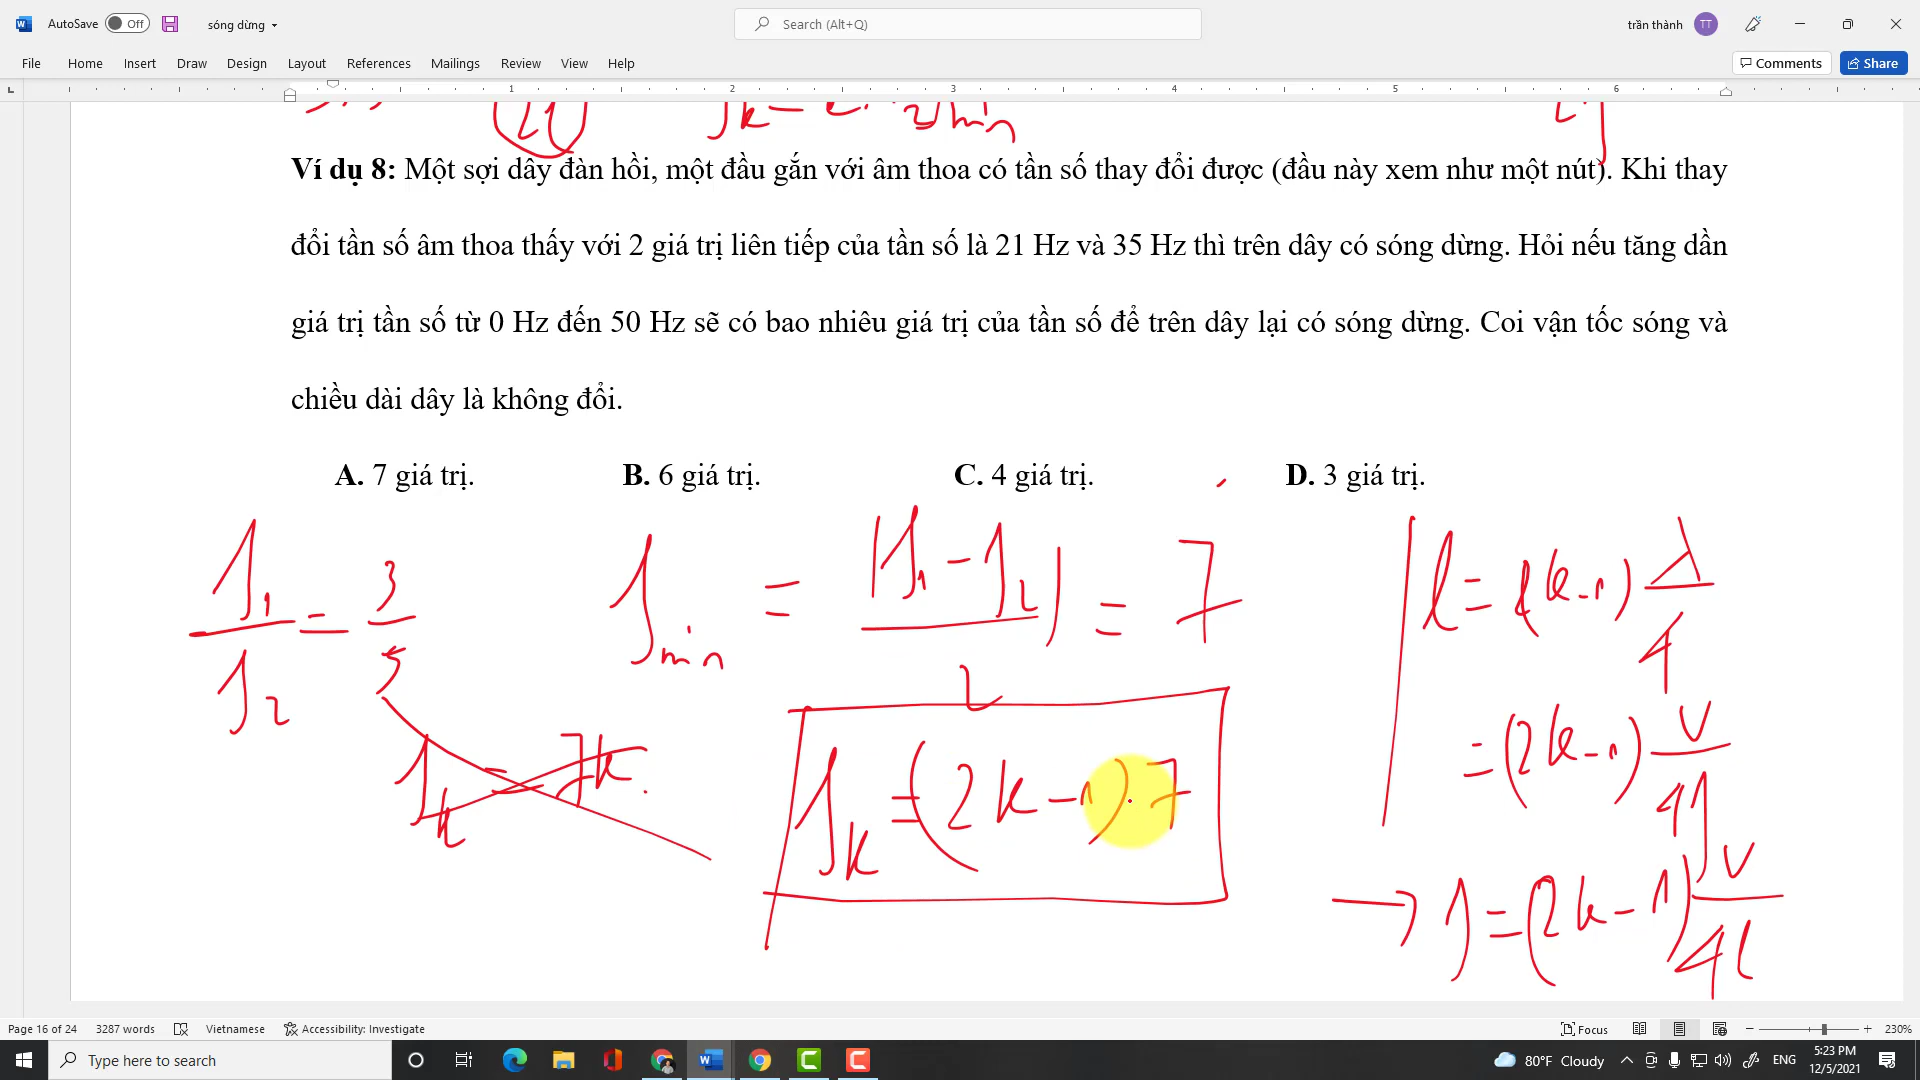 AutoSave Off sóng dừng Search (Alt+Q) trần thành TT
File Home Insert Draw Design Layout References Mailings Review View Help Comments Share
1 2 3 4 5 6
Ví dụ 8: Một sợi dây đàn hồi, một đầu gắn với âm thoa có tần số thay đổi được (đầu này xem như một nút). Khi thay
đổi tần số âm thoa thấy với 2 giá trị liên tiếp của tần số là 21 Hz và 35 Hz thì trên dây có sóng dừng. Hỏi nếu tăng dần
giá trị tần số từ 0 Hz đến 50 Hz sẽ có bao nhiêu giá trị của tần số để trên dây lại có sóng dừng. Coi vận tốc sóng và
chiều dài dây là không đổi.
A. 7 giá trị. B. 6 giá trị. C. 4 giá trị. D. 3 giá trị.
f1/f2 = 3/5
fmin = |f1 - f2|/2 = 7
l = (2k-1) λ/4
= (2k-1) v/4f
fk = 7k
fk = (2k-1)7
→ f = (2k-1) v/4l
Page 16 of 24 3287 words Vietnamese Accessibility: Investigate Focus 230%
Type here to search 80°F Cloudy ENG 5:23 PM
12/5/2021